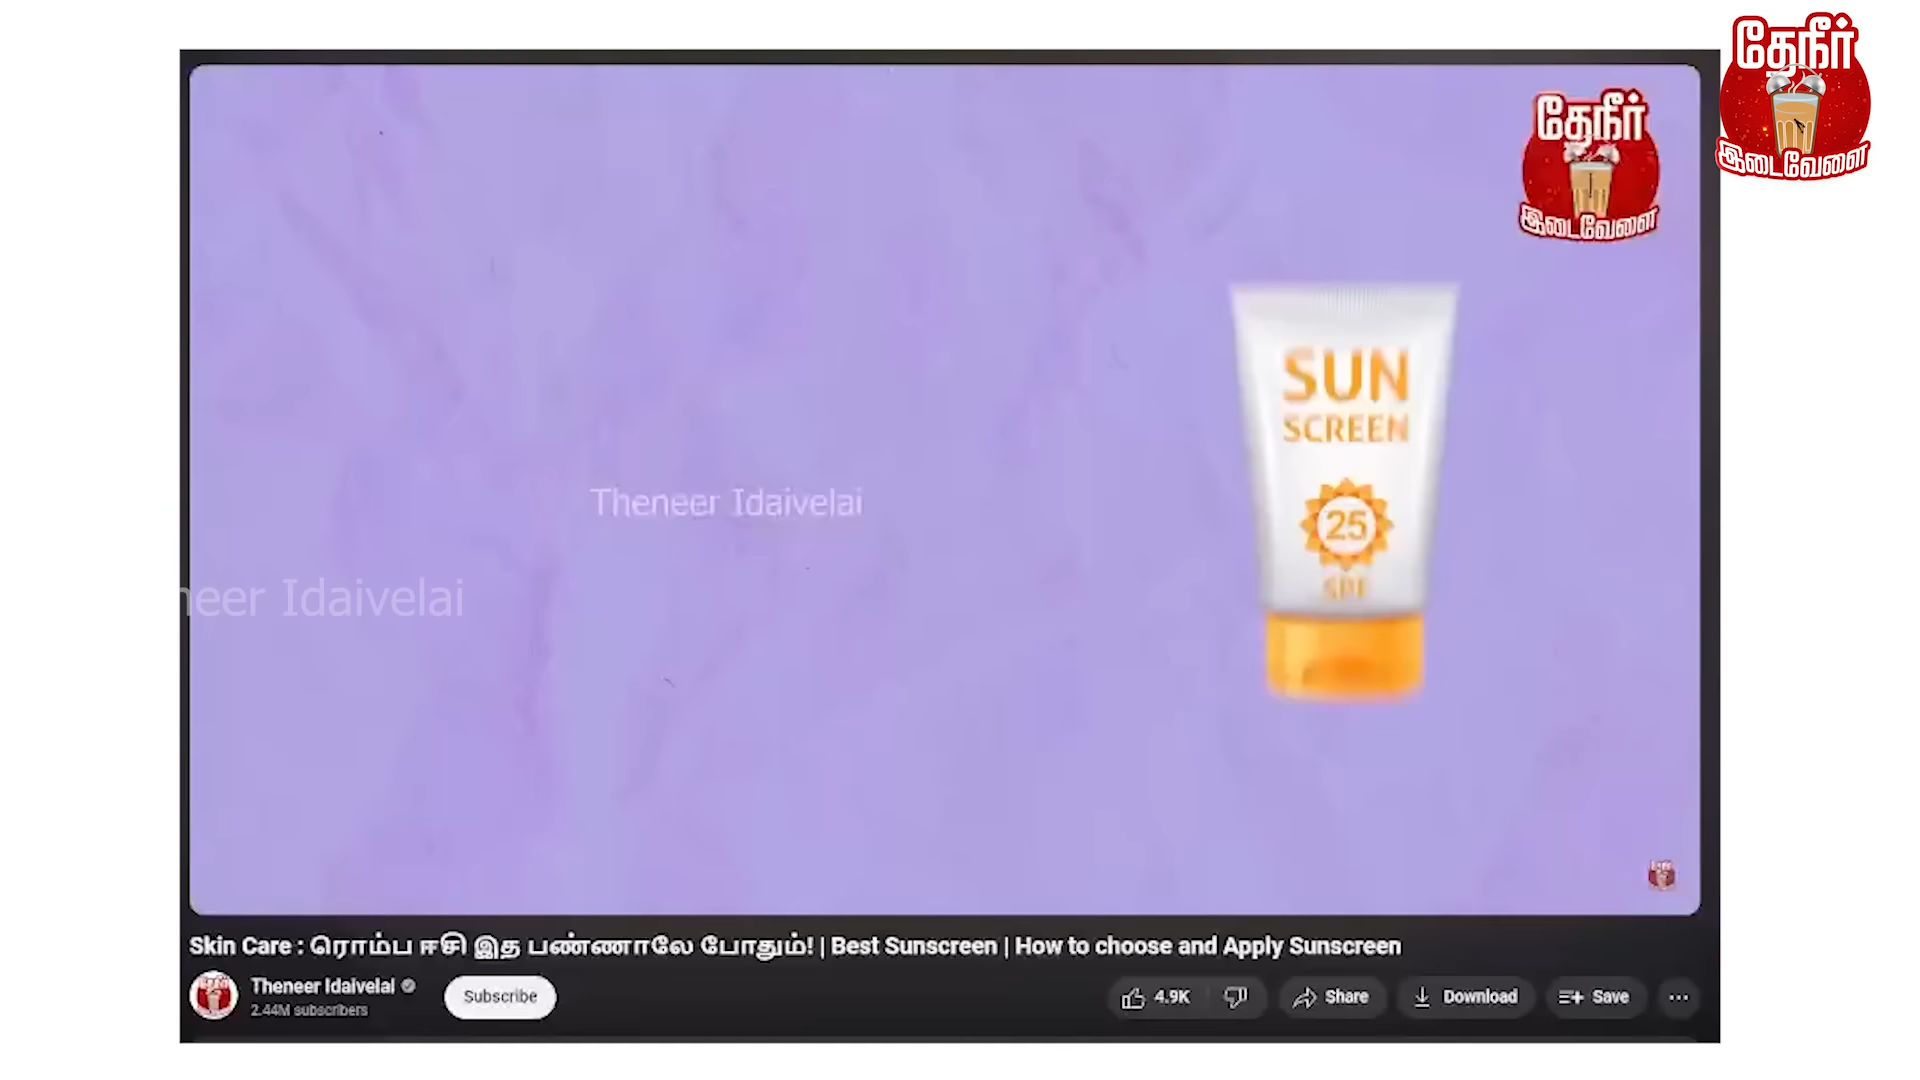 தேநீர்
இடைவேளை
தேநீர்
இடைவேளை
SUN
SCREEN
25
SPF
Theneer Idaivelai
neer Idaivelai
Skin Care : ரொம்ப ஈசி இத பண்ணாலே போதும்! | Best Sunscreen | How to choose and Apply Sunscreen
Theneer Idaivelai
2.44M subscribers
Subscribe
4.9K
Share
Download
Save